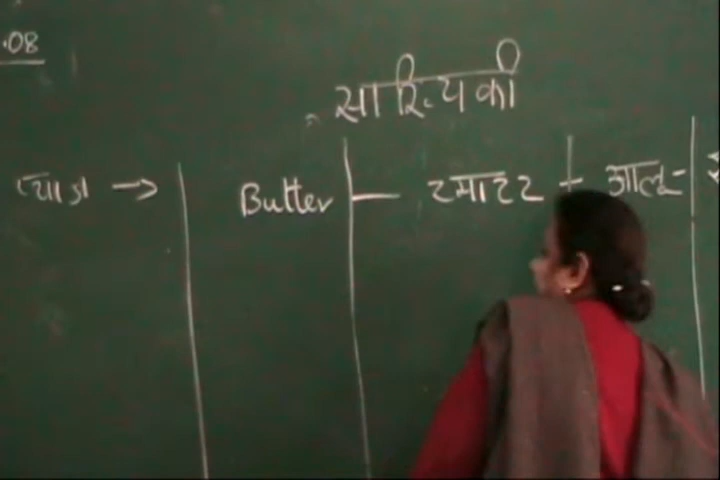 .08
सांख्यिकी
प्याज → Butter — टमाटर + आलू -